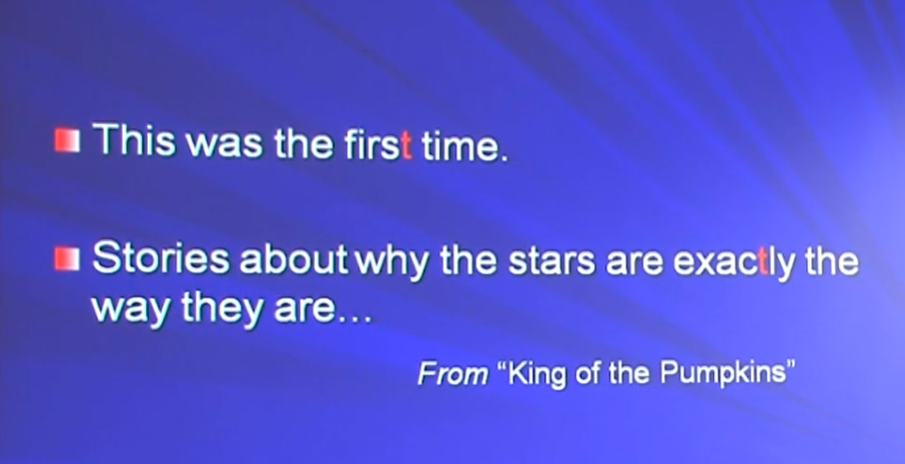 This was the first time.
Stories about why the stars are exactly the
way they are...
From “King of the Pumpkins”